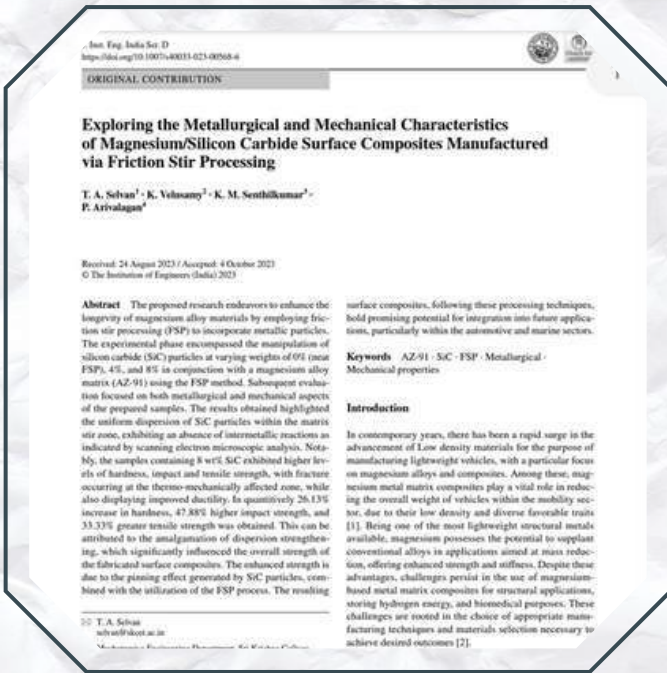 . Inst. Eng. India Ser. D
https://doi.org/10.1007/s40033-023-00568-6
ORIGINAL CONTRIBUTION
Exploring the Metallurgical and Mechanical Characteristics
of Magnesium/Silicon Carbide Surface Composites Manufactured
via Friction Stir Processing
T. A. Selvan1 · K. Velusamy2 · K. M. Senthilkumar3 ·
P. Arivalagan4
Received: 24 August 2023 / Accepted: 4 October 2023
© The Institution of Engineers (India) 2023
Abstract The proposed research endeavors to enhance the
longevity of magnesium alloy materials by employing fric-
tion stir processing (FSP) to incorporate metallic particles.
The experimental phase encompassed the manipulation of
silicon carbide (SiC) particles at varying weights of 0% (neat
FSP), 4%, and 8% in conjunction with a magnesium alloy
matrix (AZ-91) using the FSP method. Subsequent evalua-
tion focused on both metallurgical and mechanical aspects
of the prepared samples. The results obtained highlighted
the uniform dispersion of SiC particles within the matrix
stir zone, exhibiting an absence of intermetallic reactions as
indicated by scanning electron microscopic analysis. Nota-
bly, the samples containing 8 wt% SiC exhibited higher lev-
els of hardness, impact and tensile strength, with fracture
occurring at the thermo-mechanically affected zone, while
also displaying improved ductility. In quantitively 26.13%
increase in hardness, 47.88% higher impact strength, and
33.33% greater tensile strength was obtained. This can be
attributed to the amalgamation of dispersion strengthen-
ing, which significantly influenced the overall strength of
the fabricated surface composites. The enhanced strength is
due to the pinning effect generated by SiC particles, com-
bined with the utilization of the FSP process. The resulting
T. A. Selvan
selvan@skcet.ac.in
surface composites, following these processing techniques,
hold promising potential for integration into future applica-
tions, particularly within the automotive and marine sectors.
Keywords AZ-91 · SiC · FSP · Metallurgical ·
Mechanical properties
Introduction
In contemporary years, there has been a rapid surge in the
advancement of Low density materials for the purpose of
manufacturing lightweight vehicles, with a particular focus
on magnesium alloys and composites. Among these, mag-
nesium metal matrix composites play a vital role in reduc-
ing the overall weight of vehicles within the mobility sec-
tor, due to their low density and diverse favorable traits
[1]. Being one of the most lightweight structural metals
available, magnesium possesses the potential to supplant
conventional alloys in applications aimed at mass reduc-
tion, offering enhanced strength and stiffness. Despite these
advantages, challenges persist in the use of magnesium-
based metal matrix composites for structural applications,
storing hydrogen energy, and biomedical purposes. These
challenges are rooted in the choice of appropriate manu-
facturing techniques and materials selection necessary to
achieve desired outcomes [2].